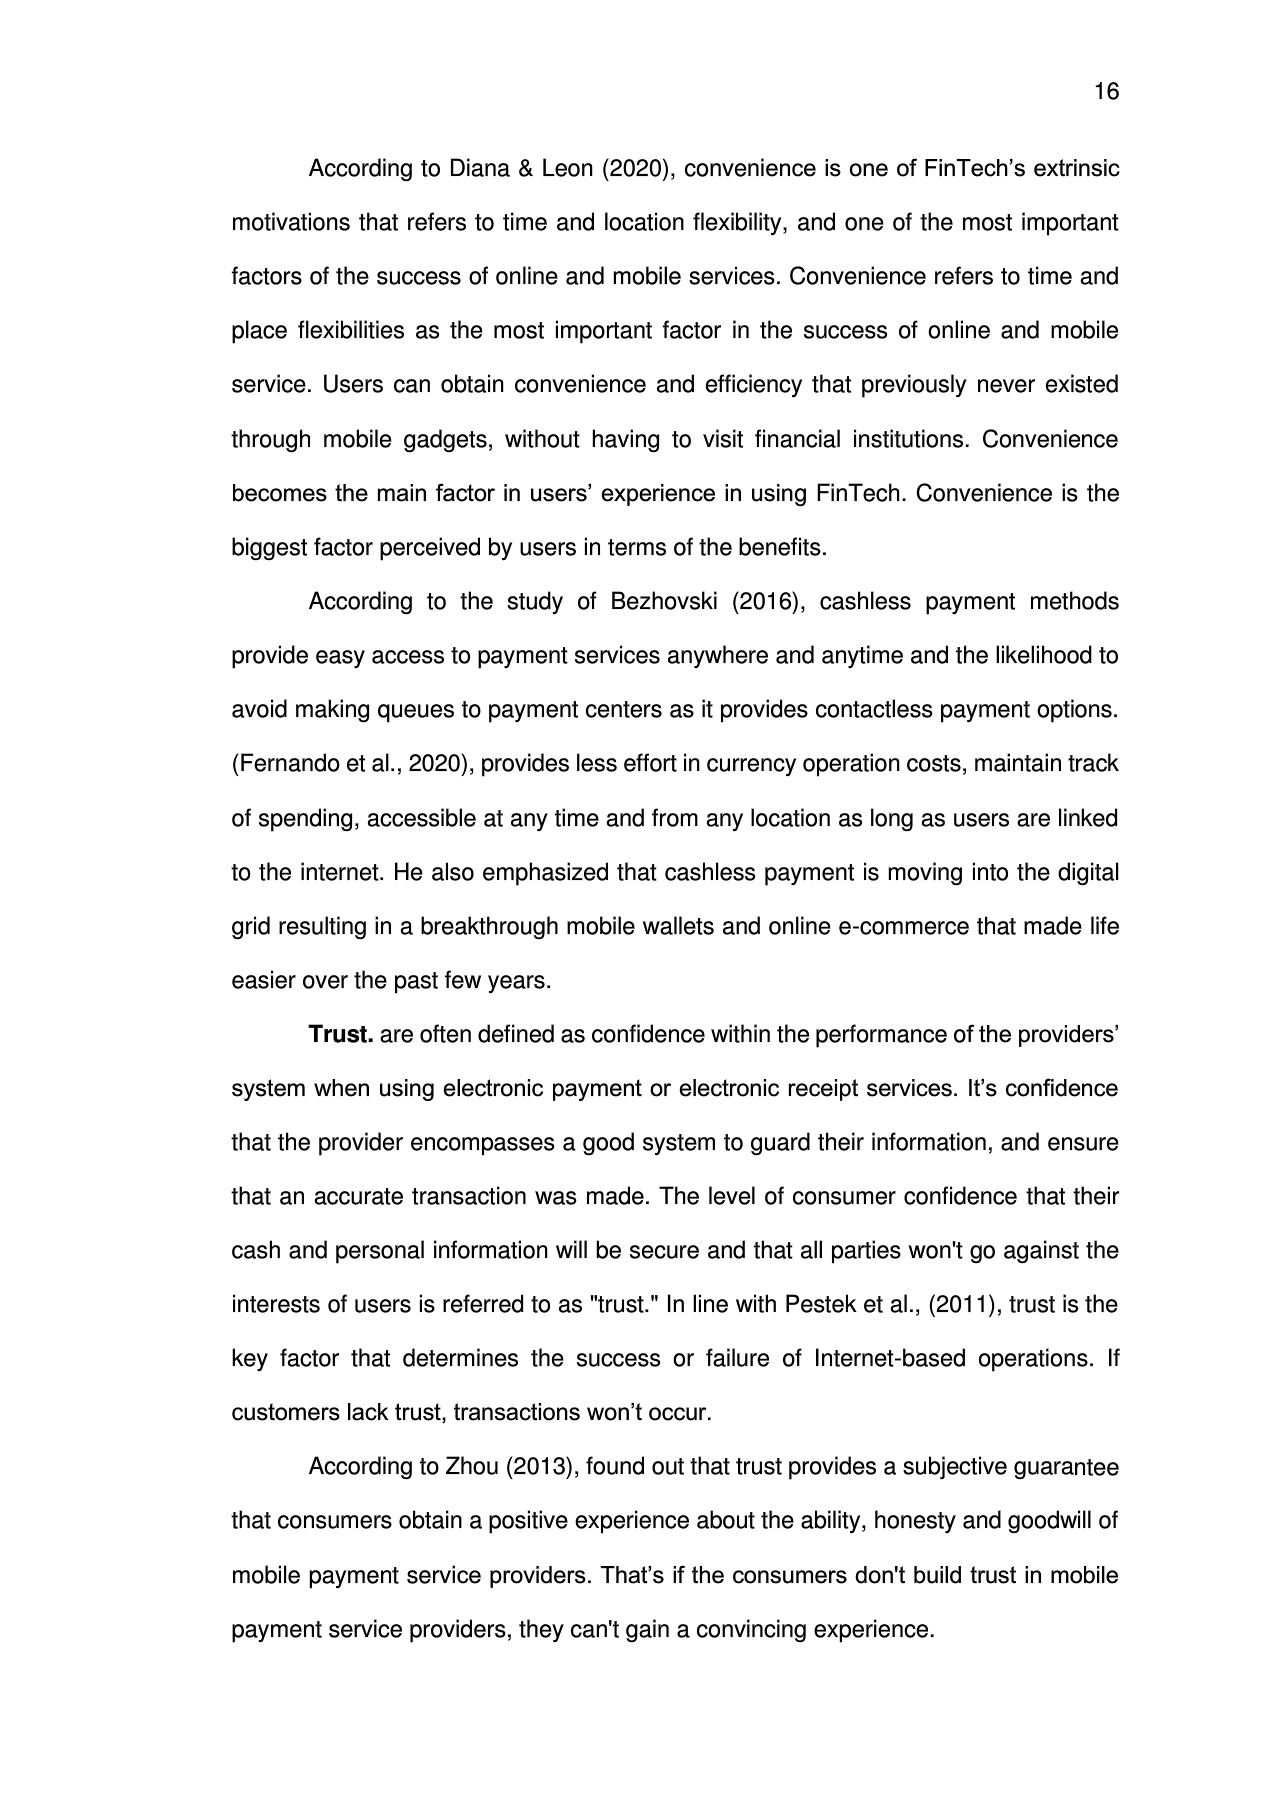 16
According to Diana & Leon (2020), convenience is one of FinTech’s extrinsic
motivations that refers to time and location flexibility, and one of the most important
factors of the success of online and mobile services. Convenience refers to time and
place flexibilities as the most important factor in the success of online and mobile
service. Users can obtain convenience and efficiency that previously never existed
through mobile gadgets, without having to visit financial institutions. Convenience
becomes the main factor in users’ experience in using FinTech. Convenience is the
biggest factor perceived by users in terms of the benefits.
According to the study of Bezhovski (2016), cashless payment methods
provide easy access to payment services anywhere and anytime and the likelihood to
avoid making queues to payment centers as it provides contactless payment options.
(Fernando et al., 2020), provides less effort in currency operation costs, maintain track
of spending, accessible at any time and from any location as long as users are linked
to the internet. He also emphasized that cashless payment is moving into the digital
grid resulting in a breakthrough mobile wallets and online e-commerce that made life
easier over the past few years.
Trust. are often defined as confidence within the performance of the providers’
system when using electronic payment or electronic receipt services. It’s confidence
that the provider encompasses a good system to guard their information, and ensure
that an accurate transaction was made. The level of consumer confidence that their
cash and personal information will be secure and that all parties won't go against the
interests of users is referred to as "trust." In line with Pestek et al., (2011), trust is the
key factor that determines the success or failure of Internet-based operations. If
customers lack trust, transactions won’t occur.
According to Zhou (2013), found out that trust provides a subjective guarantee
that consumers obtain a positive experience about the ability, honesty and goodwill of
mobile payment service providers. That’s if the consumers don't build trust in mobile
payment service providers, they can't gain a convincing experience.